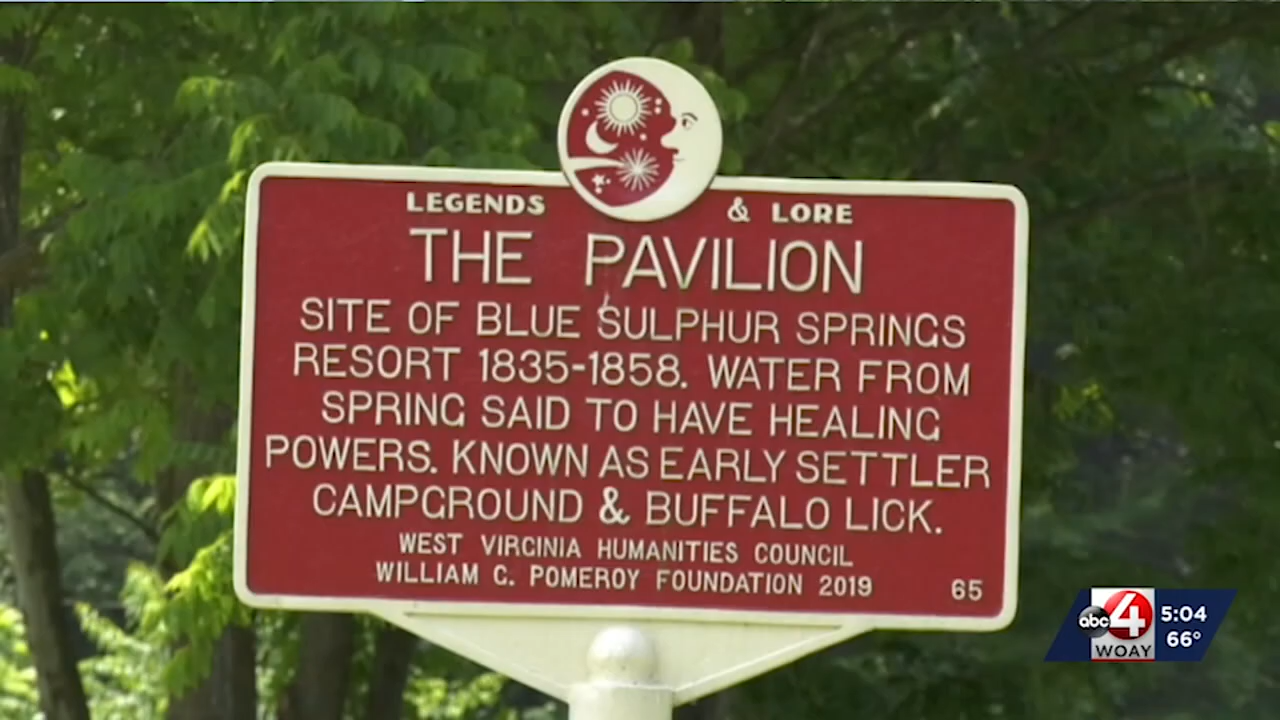 LEGENDS & LORE
THE PAVILION
SITE OF BLUE SULPHUR SPRINGS
RESORT 1835-1858. WATER FROM
SPRING SAID TO HAVE HEALING
POWERS. KNOWN AS EARLY SETTLER
CAMPGROUND & BUFFALO LICK.
WEST VIRGINIA HUMANITIES COUNCIL
WILLIAM G. POMEROY FOUNDATION 2019
65
abc 4
WOAY
5:04
66°